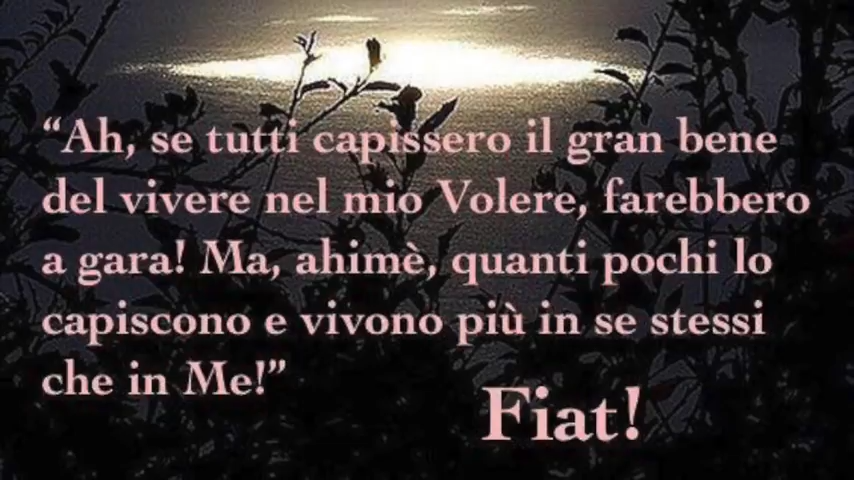 “Ah, se tutti capissero il gran bene
del vivere nel mio Volere, farebbero
a gara! Ma, ahimè, quanti pochi lo
capiscono e vivono più in se stessi
che in Me!”
Fiat!